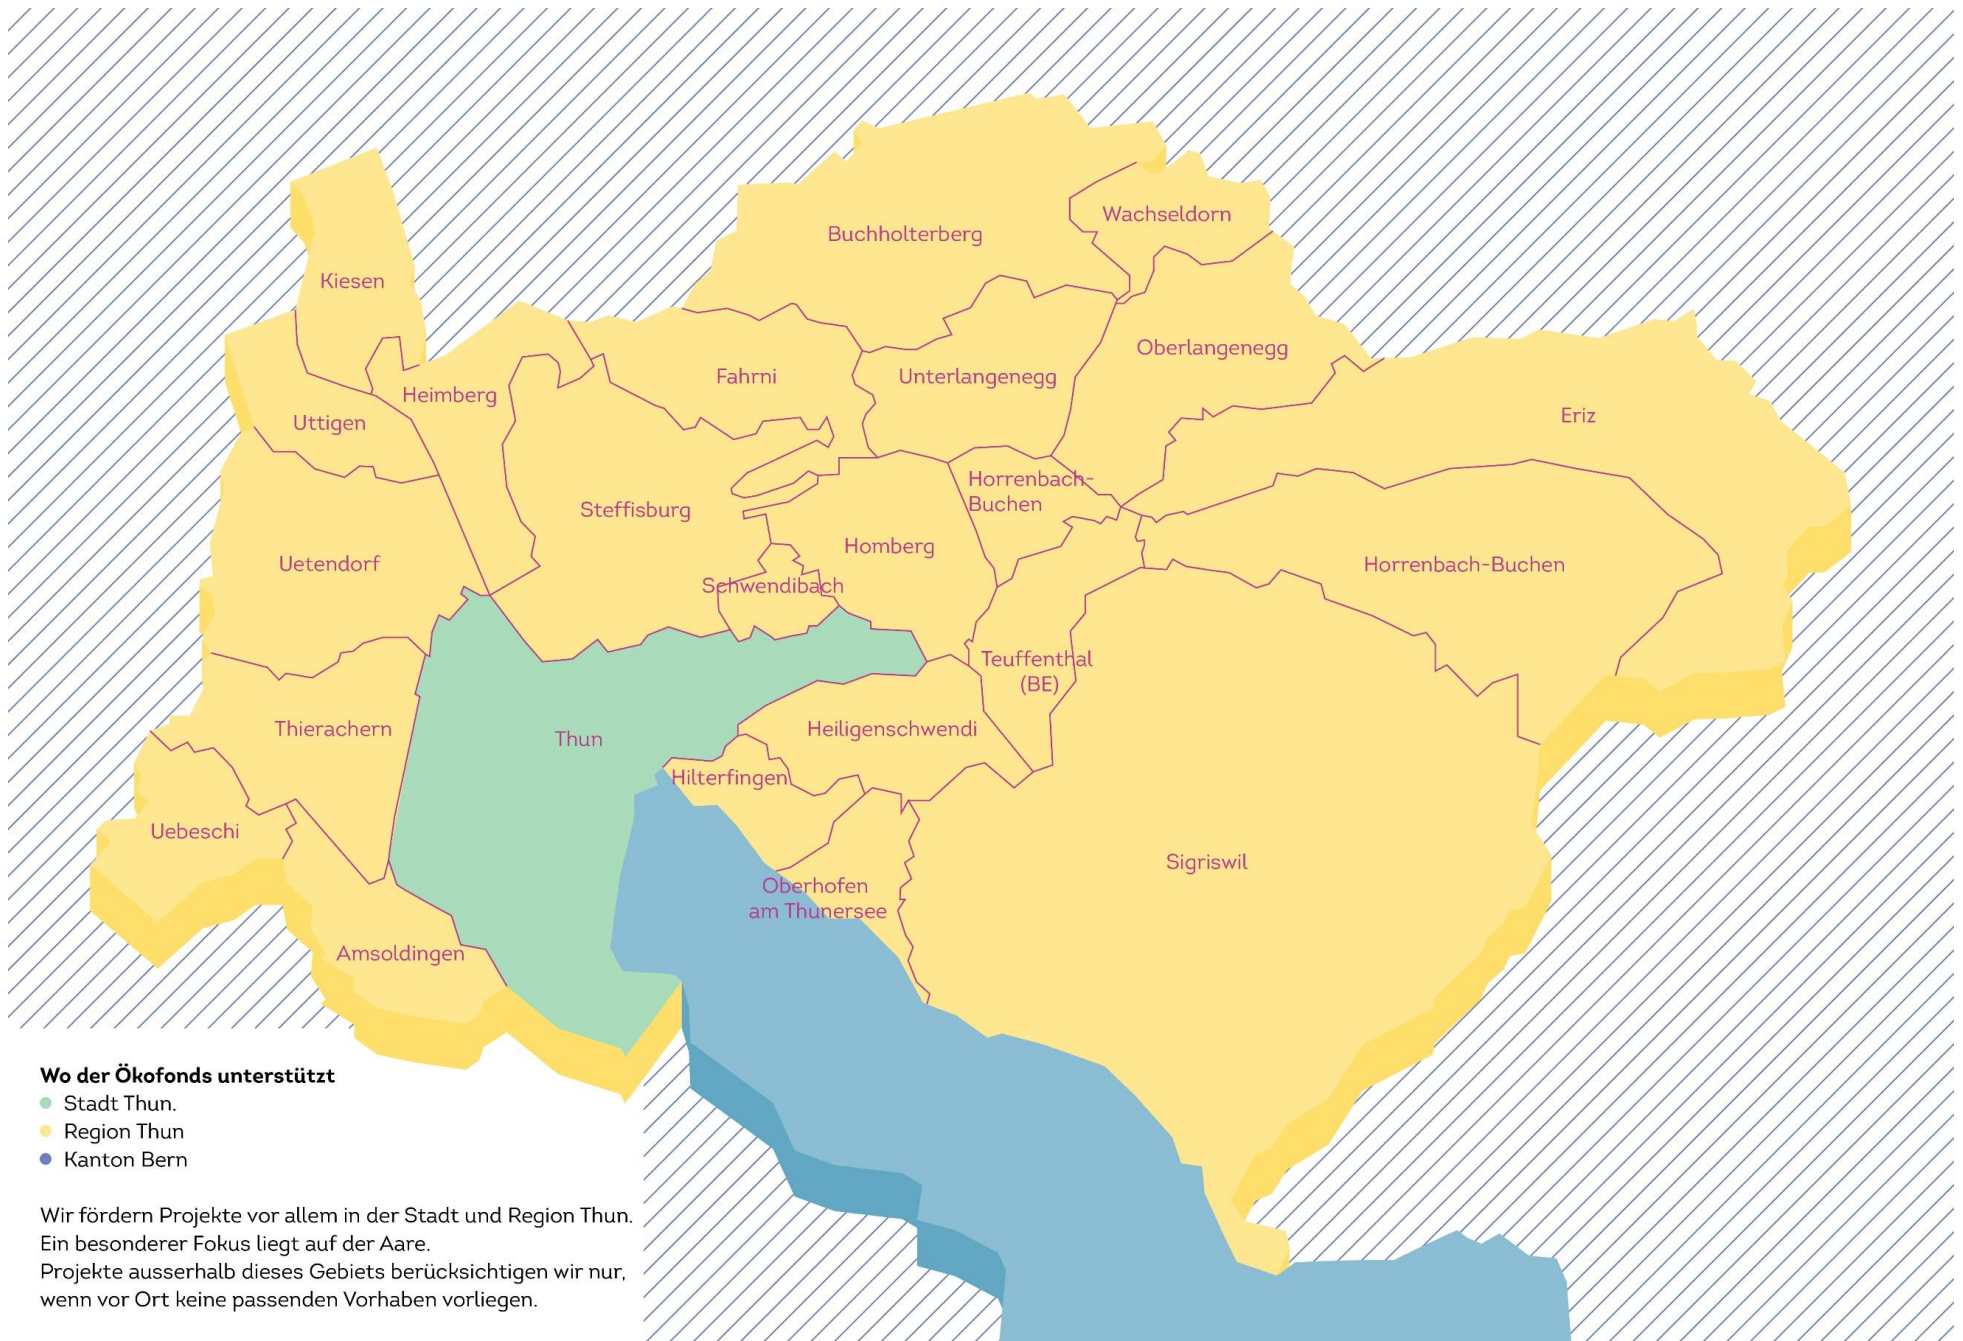 Wachseldorn
Buchholterberg
Kiesen
Oberlangenegg
Fahrni
Unterlangenegg
Heimberg
Eriz
Uttigen
Horrenbach-
Buchen
Steffisburg
Homberg
Uetendorf
Horrenbach-Buchen
Schwendibach
Teuffenthal
(BE)
Thierachern
Thun
Heiligenschwendi
Hilterfingen
Uebeschi
Sigriswil
Oberhofen
am Thunersee
Amsoldingen
Wo der Ökofonds unterstützt
Stadt Thun.
Region Thun
Kanton Bern
Wir fördern Projekte vor allem in der Stadt und Region Thun.
Ein besonderer Fokus liegt auf der Aare.
Projekte ausserhalb dieses Gebiets berücksichtigen wir nur,
wenn vor Ort keine passenden Vorhaben vorliegen.